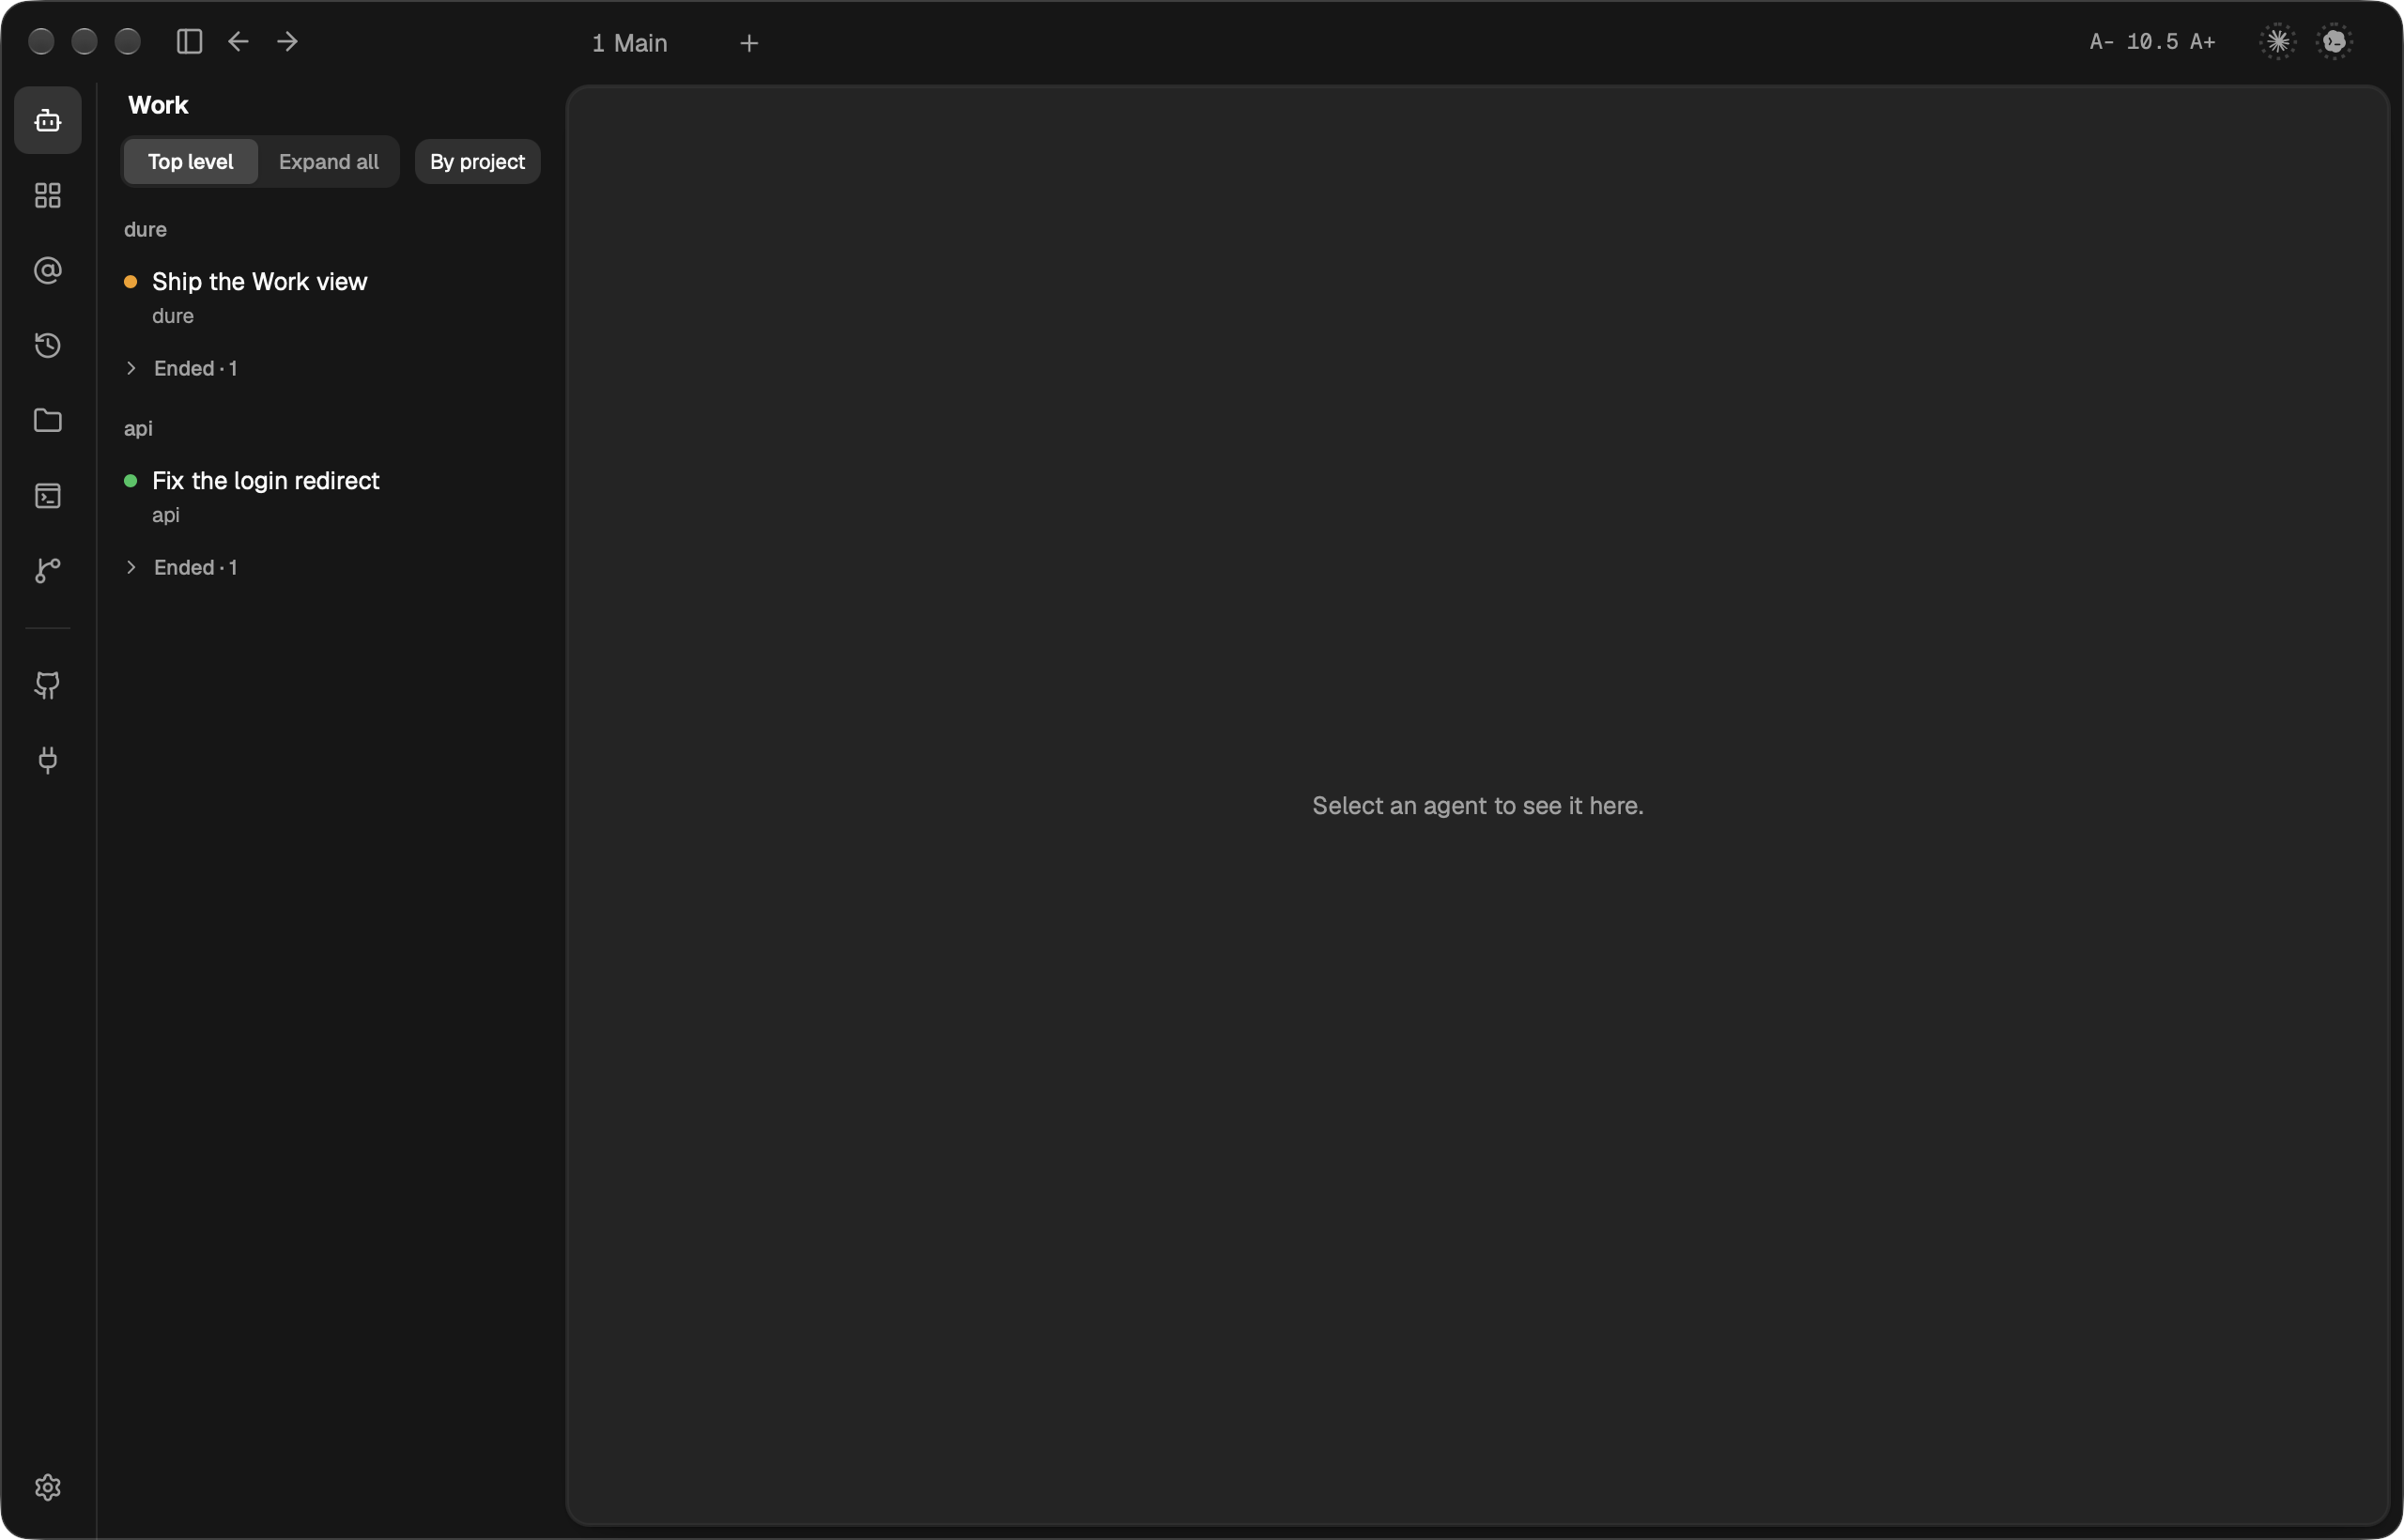 1 Main
A- 10.5 A+
Work
Top level Expand all By project
dure
Ship the Work view
dure
Ended · 1
api
Fix the login redirect
api
Ended · 1
Select an agent to see it here.